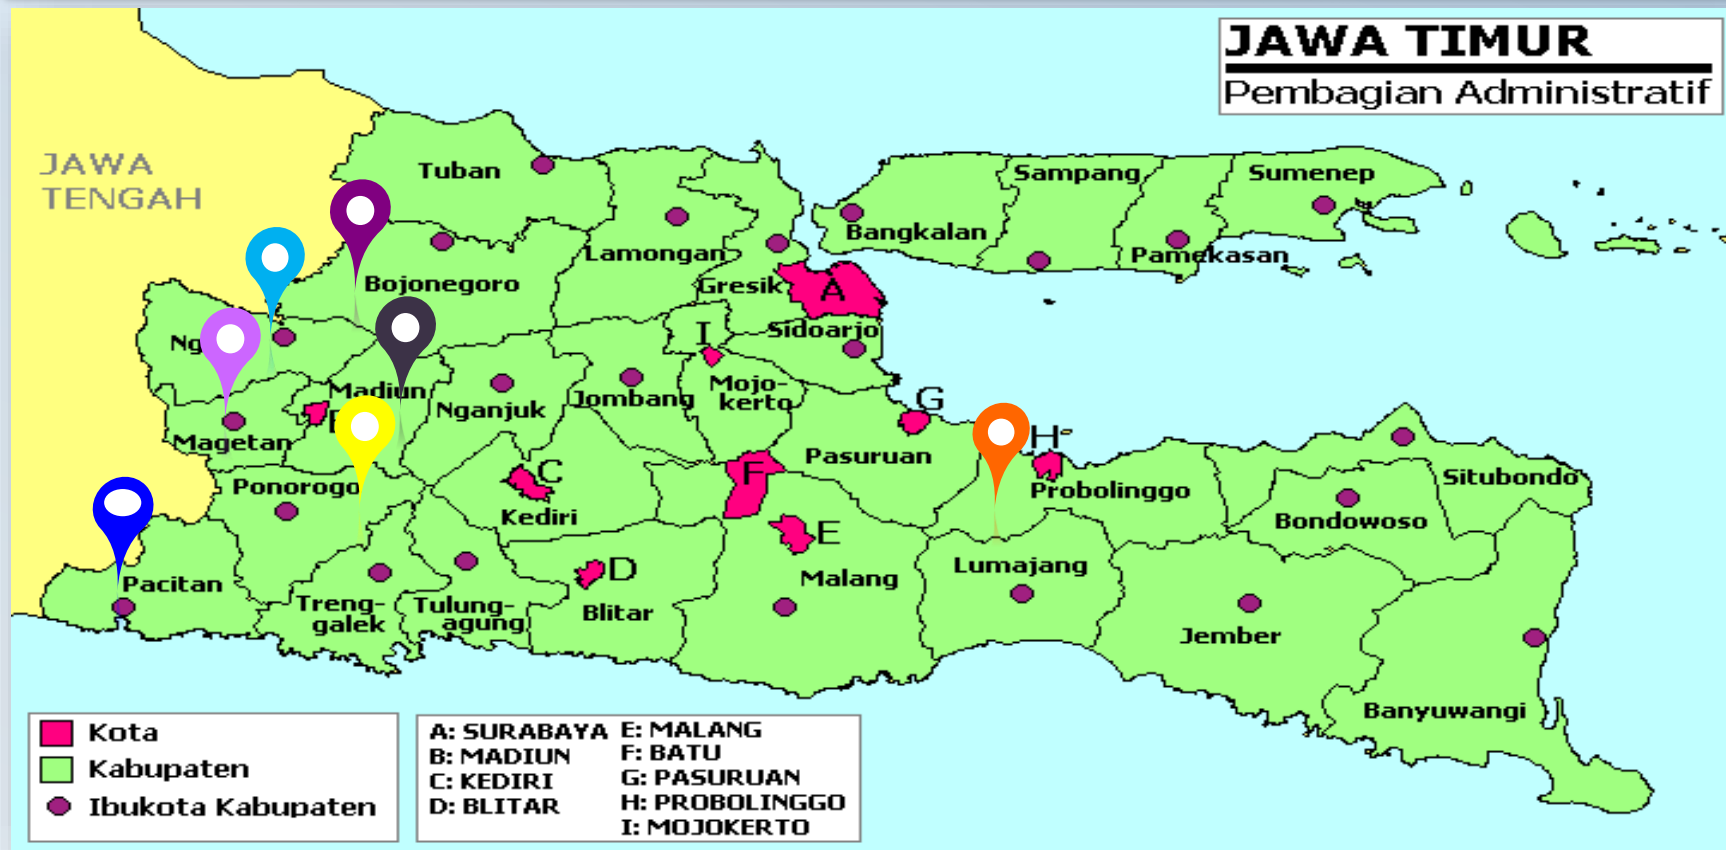 JAWA TIMUR
Pembagian Administratif
JAWA
TENGAH
Tuban
Sampang
Sumenep
Bangkalan
Lamongan
Pamekasan
Bojonegoro
Gresik
A
Sidoarjo
I
Ng
Madiun
Nganjuk
Jombang
Mojo-
kerto
G
Magetan
H
Pasuruan
Ponorogo
C
F
Probolinggo
Situbondo
Kediri
E
Bondowoso
Pacitan
D
Malang
Lumajang
Treng-
galek
Tulung-
agung
Blitar
Jember
Banyuwangi
Kota
Kabupaten
Ibukota Kabupaten
A: SURABAYA
B: MADIUN
C: KEDIRI
D: BLITAR
E: MALANG
F: BATU
G: PASURUAN
H: PROBOLINGGO
I: MOJOKERTO